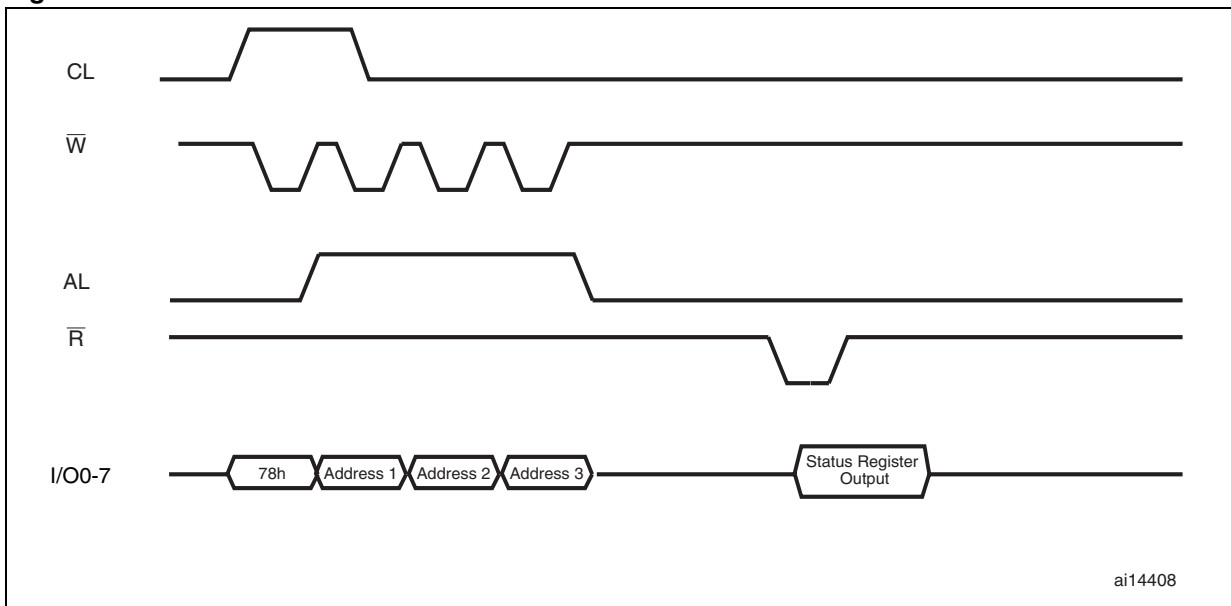 CL
W̅
AL
R̅
I/O0-7
78h
Address 1
Address 2
Address 3
Status Register
Output
ai14408